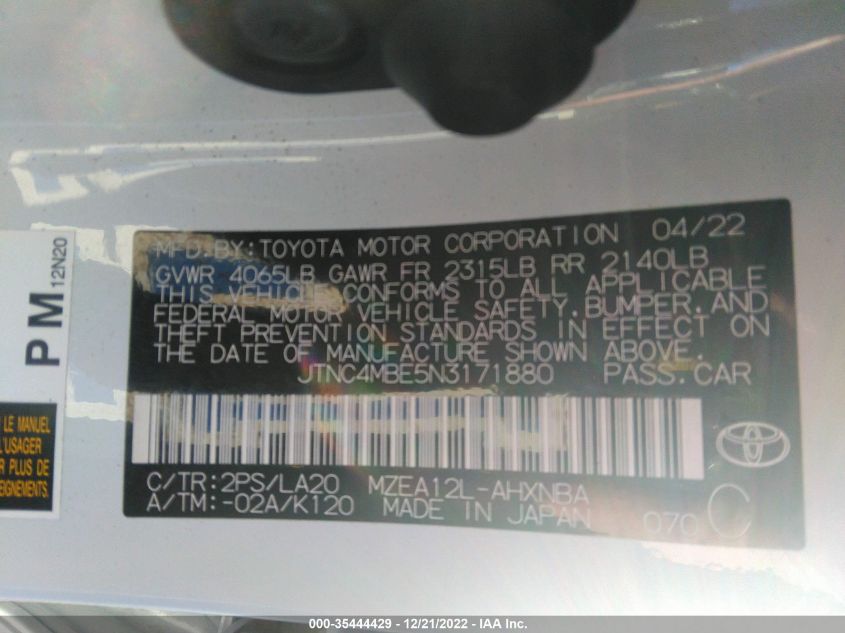 MFD.BY:TOYOTA MOTOR CORPORATION 04/22
GVWR 4065LB GAWR FR 2315LB RR 2140LB
THIS VEHICLE CONFORMS TO ALL APPLICABLE
FEDERAL MOTOR VEHICLE SAFETY,BUMPER,AND
THEFT PREVENTION STANDARDS IN EFFECT ON
THE DATE OF MANUFACTURE SHOWN ABOVE.
JTNC4MBE5N3171880 PASS.CAR
C/TR:2PS/LA20 MZEA12L-AHXNBA
A/TM:-02A/K120 MADE IN JAPAN 070 C
PM 12N20
LE MANUEL
L'USAGER
R PLUS DE
000-35444429 - 12/21/2022 - IAA Inc.